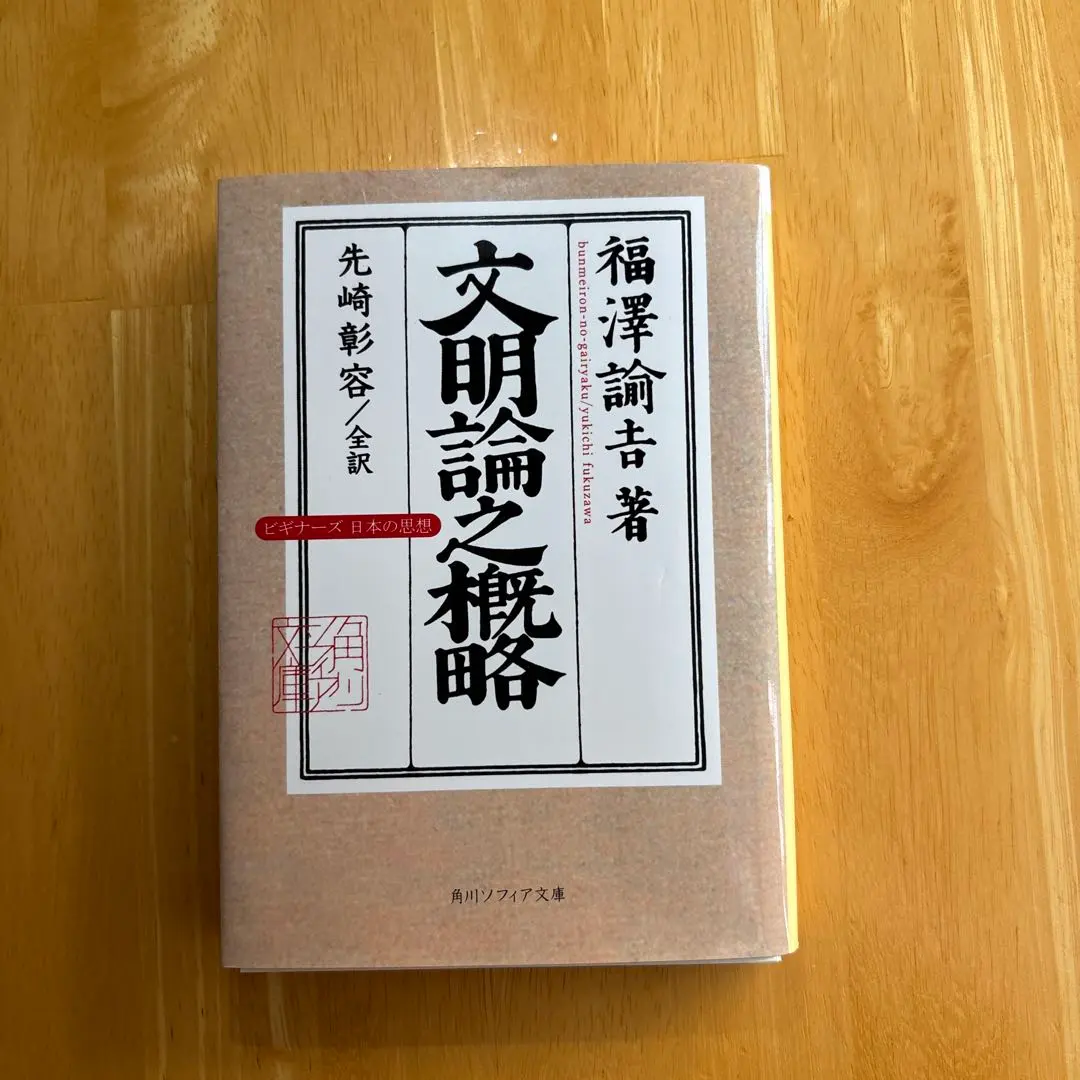 福澤諭吉 著
bunmeiron-no-gairyaku/yukichi fukuzawa
文明論之概略
先崎彰容/全訳
ビギナーズ 日本の思想
角川文庫
角川ソフィア文庫